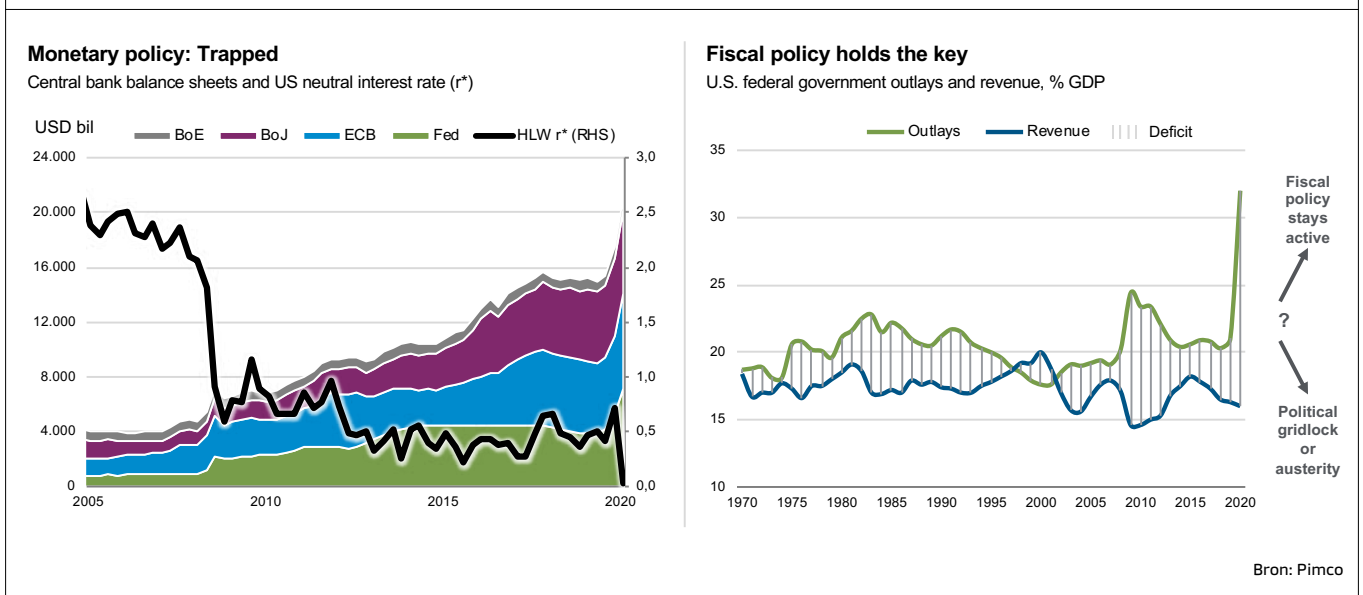 Monetary policy: Trapped
Central bank balance sheets and US neutral interest rate (r*)
USD bil
BoE BoJ ECB Fed HLW r* (RHS)
24.000
20.000
16.000
12.000
8.000
4.000
0
3,0
2,5
2,0
1,5
1,0
0,5
0,0
2005 2010 2015 2020
Fiscal policy holds the key
U.S. federal government outlays and revenue, % GDP
Outlays Revenue Deficit
35
30
25
20
15
10
1970 1975 1980 1985 1990 1995 2000 2005 2010 2015 2020
Fiscal
policy
stays
active
?
Political
gridlock
or
austerity
Bron: Pimco